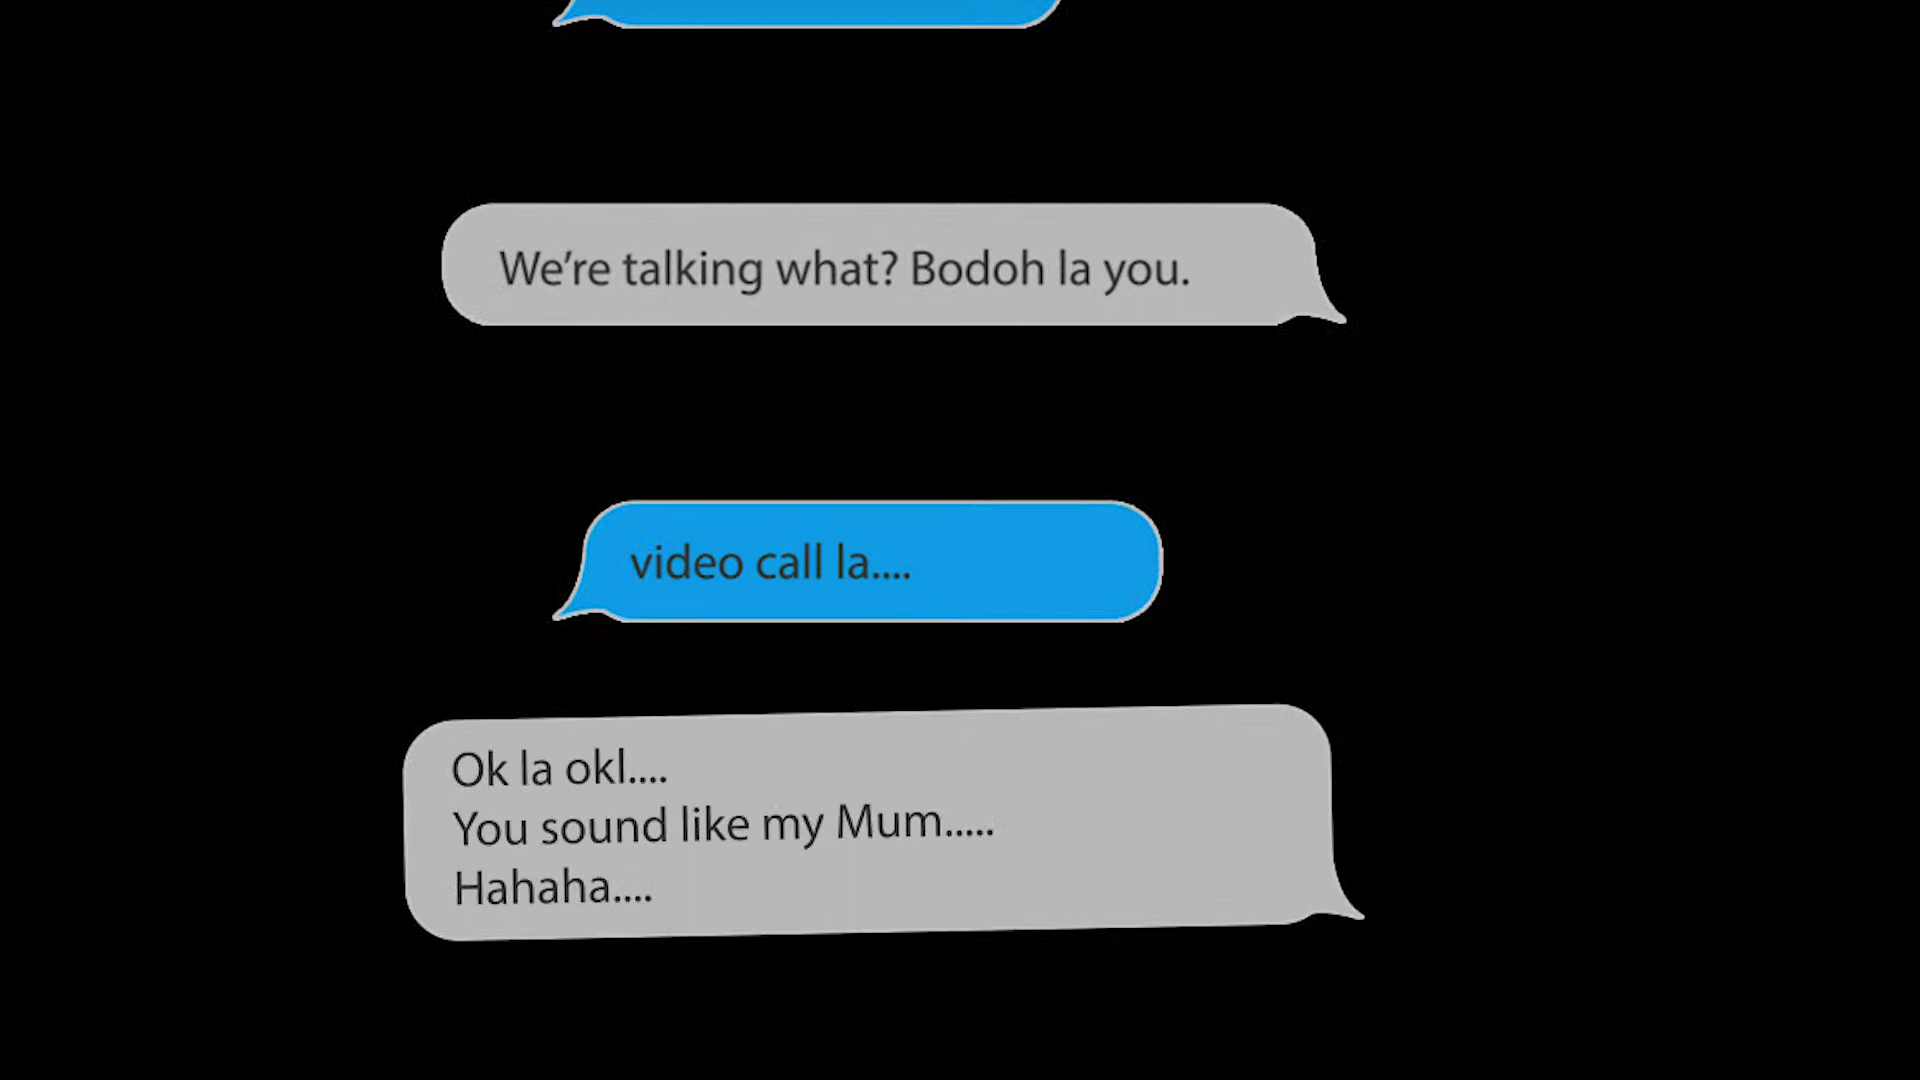 We’re talking what? Bodoh la you.
video call la....
Ok la okl....
You sound like my Mum.....
Hahaha....